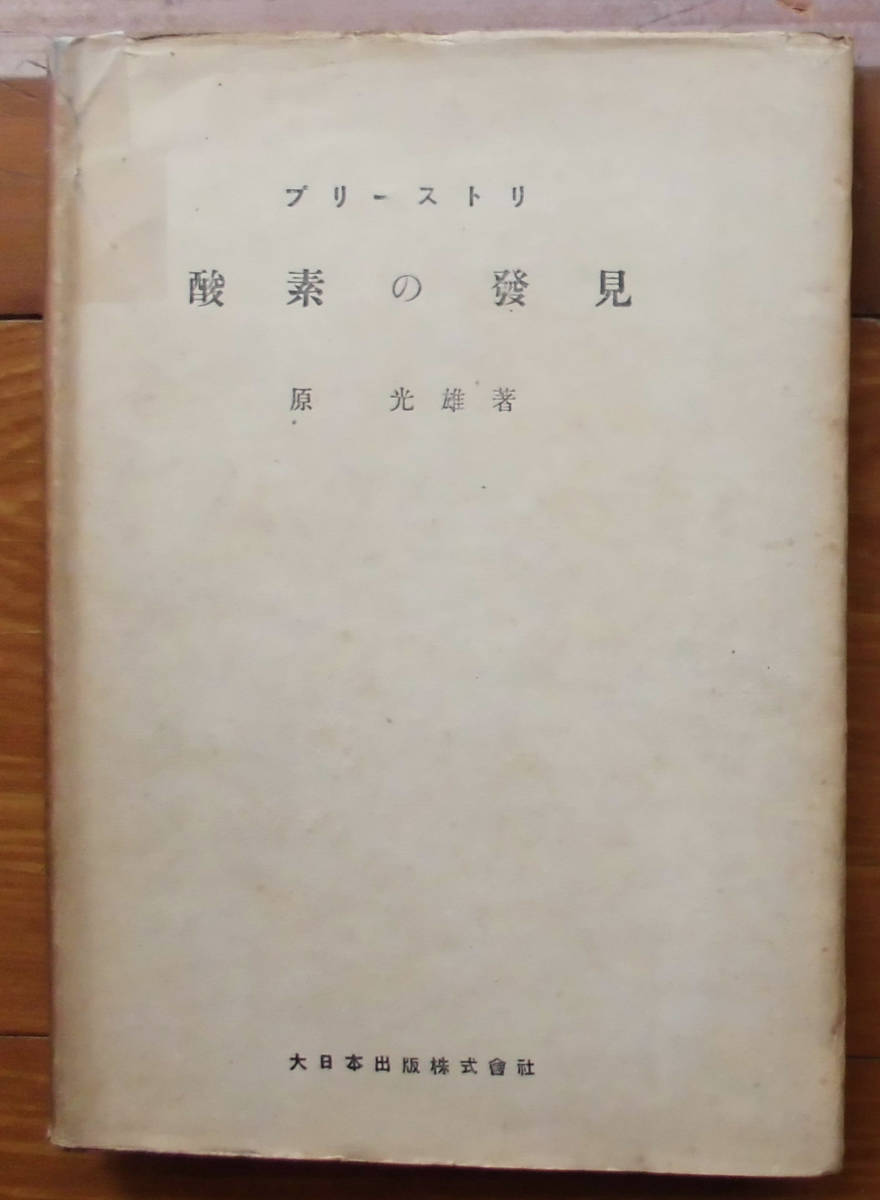 プリーストリ
酸素の發見
原 光雄著
大日本出版株式會社